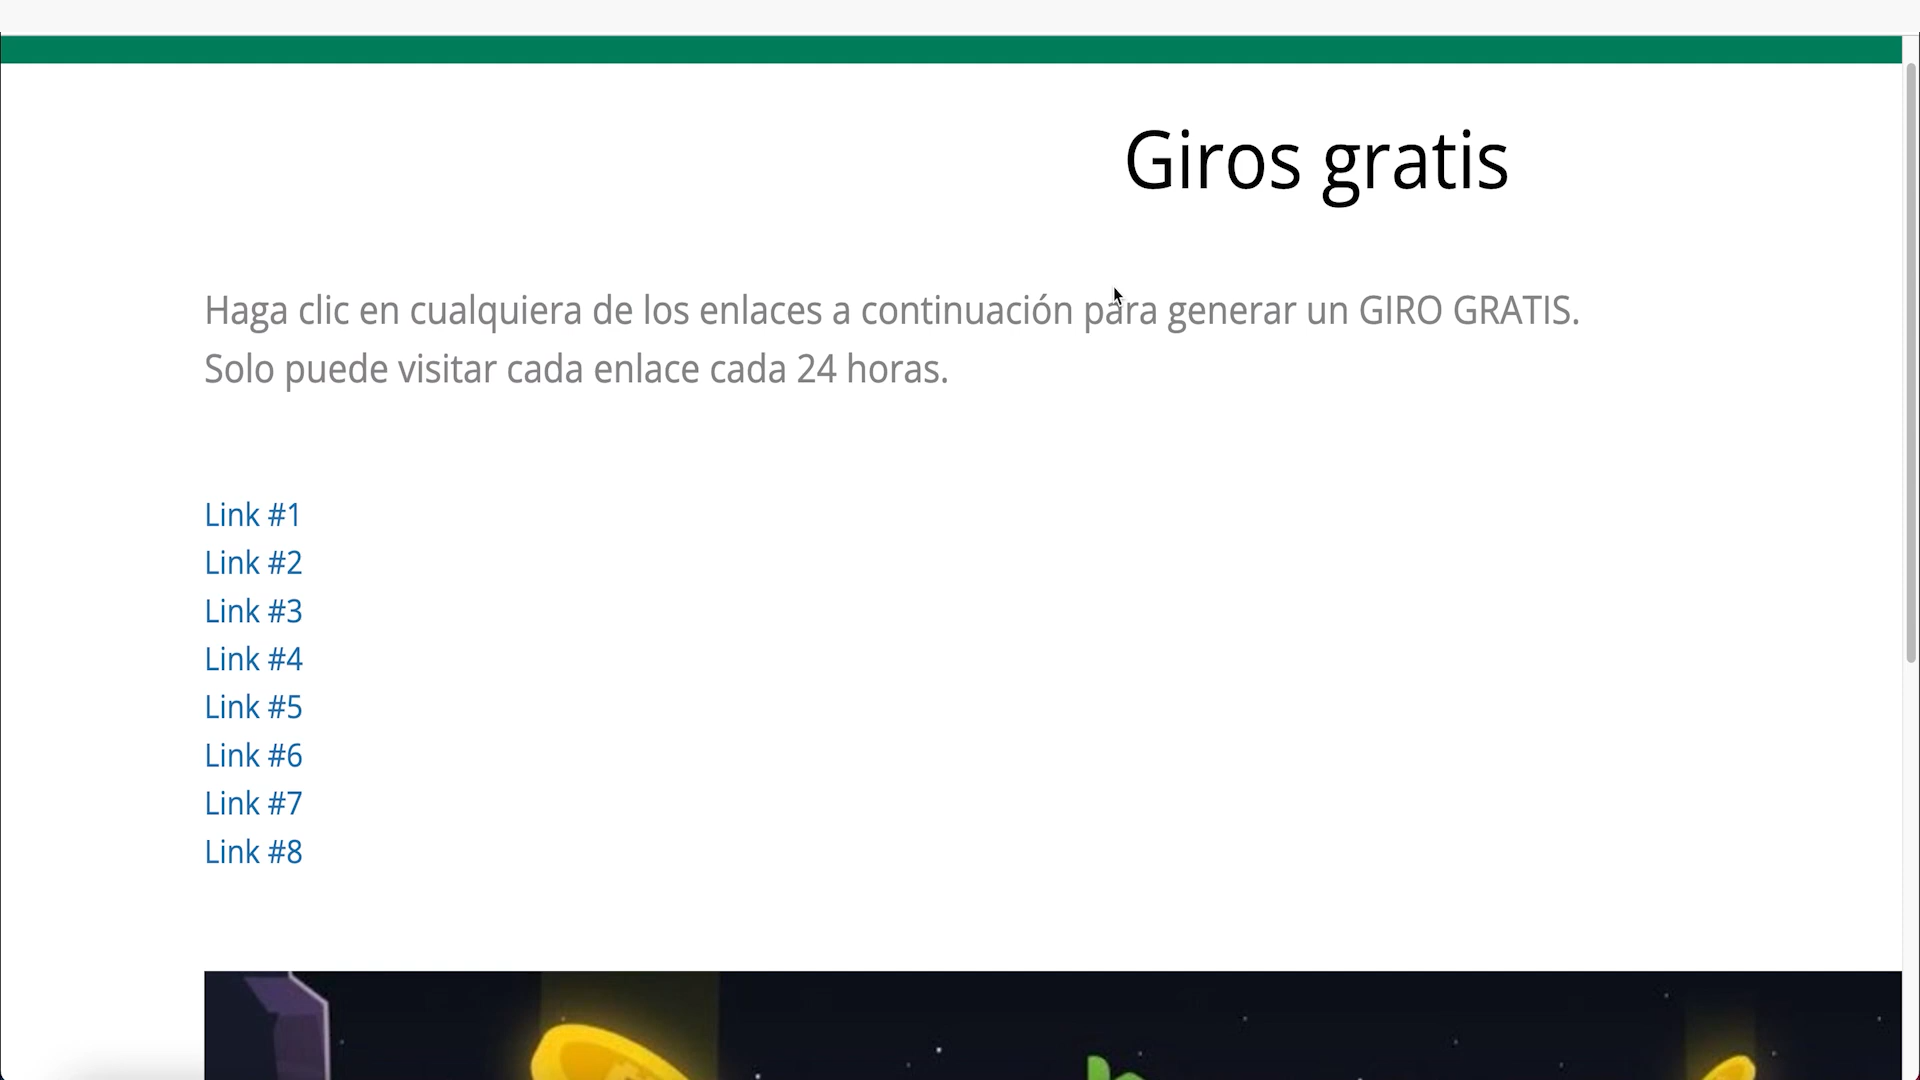 Giros gratis
Haga clic en cualquiera de los enlaces a continuación para generar un GIRO GRATIS.
Solo puede visitar cada enlace cada 24 horas.
Link #1
Link #2
Link #3
Link #4
Link #5
Link #6
Link #7
Link #8